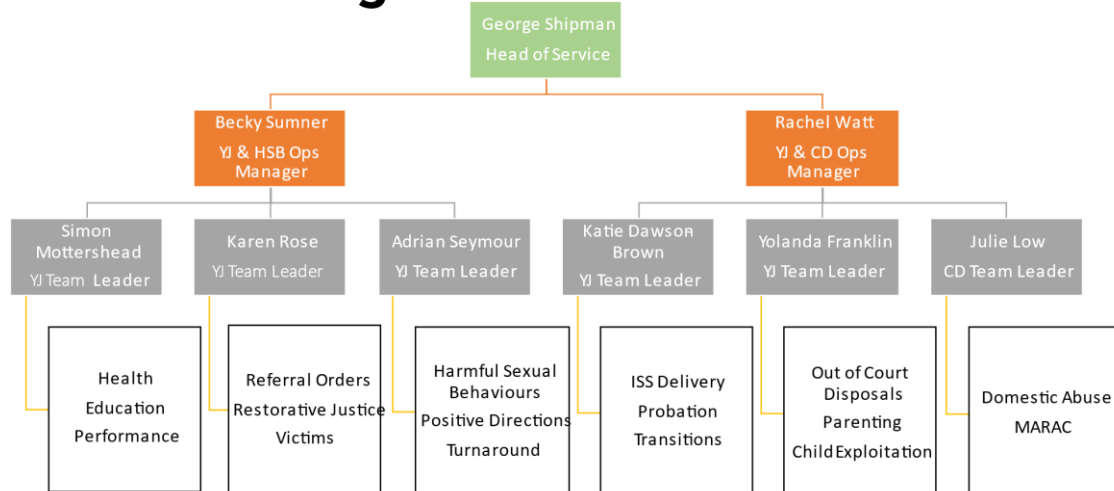 George Shipman
Head of Service
Becky Sumner
YJ & HSB Ops
Manager
Rachel Watt
YJ & CD Ops
Manager
Simon
Mottershead
YJ Team Leader
Karen Rose
YJ Team Leader
Adrian Seymour
YJ Team Leader
Katie Dawson-
Brown
YJ Team Leader
Yolanda Franklin
YJ Team Leader
Julie Low
CD Team Leader
Health
Education
Performance
Referral Orders
Restorative Justice
Victims
Harmful Sexual
Behaviours
Positive Directions
Turnaround
ISS Delivery
Probation
Transitions
Out of Court
Disposals
Parenting
Child Exploitation
Domestic Abuse
MARAC